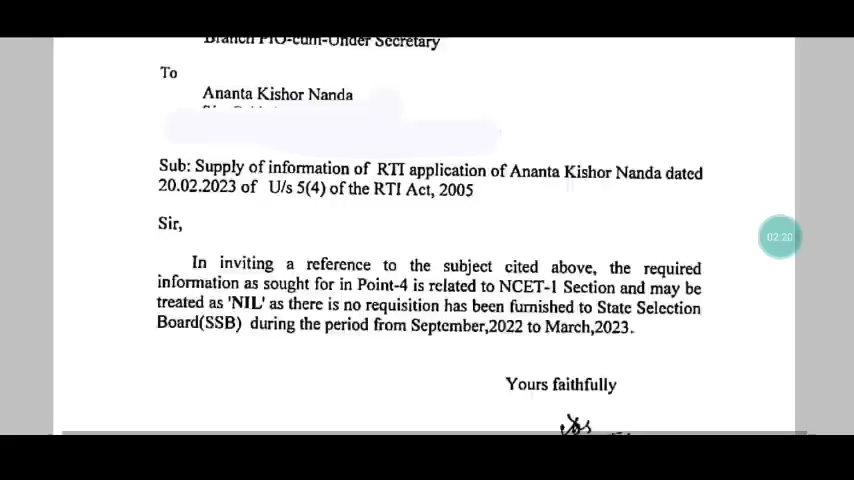 Branch PIO-cum-Under Secretary
To
Ananta Kishor Nanda
Sub: Supply of information of RTI application of Ananta Kishor Nanda dated
20.02.2023 of U/s 5(4) of the RTI Act, 2005
Sir,
In inviting a reference to the subject cited above, the required
information as sought for in Point-4 is related to NCET-1 Section and may be
treated as 'NIL' as there is no requisition has been furnished to State Selection
Board(SSB) during the period from September,2022 to March,2023.
02:20
Yours faithfully